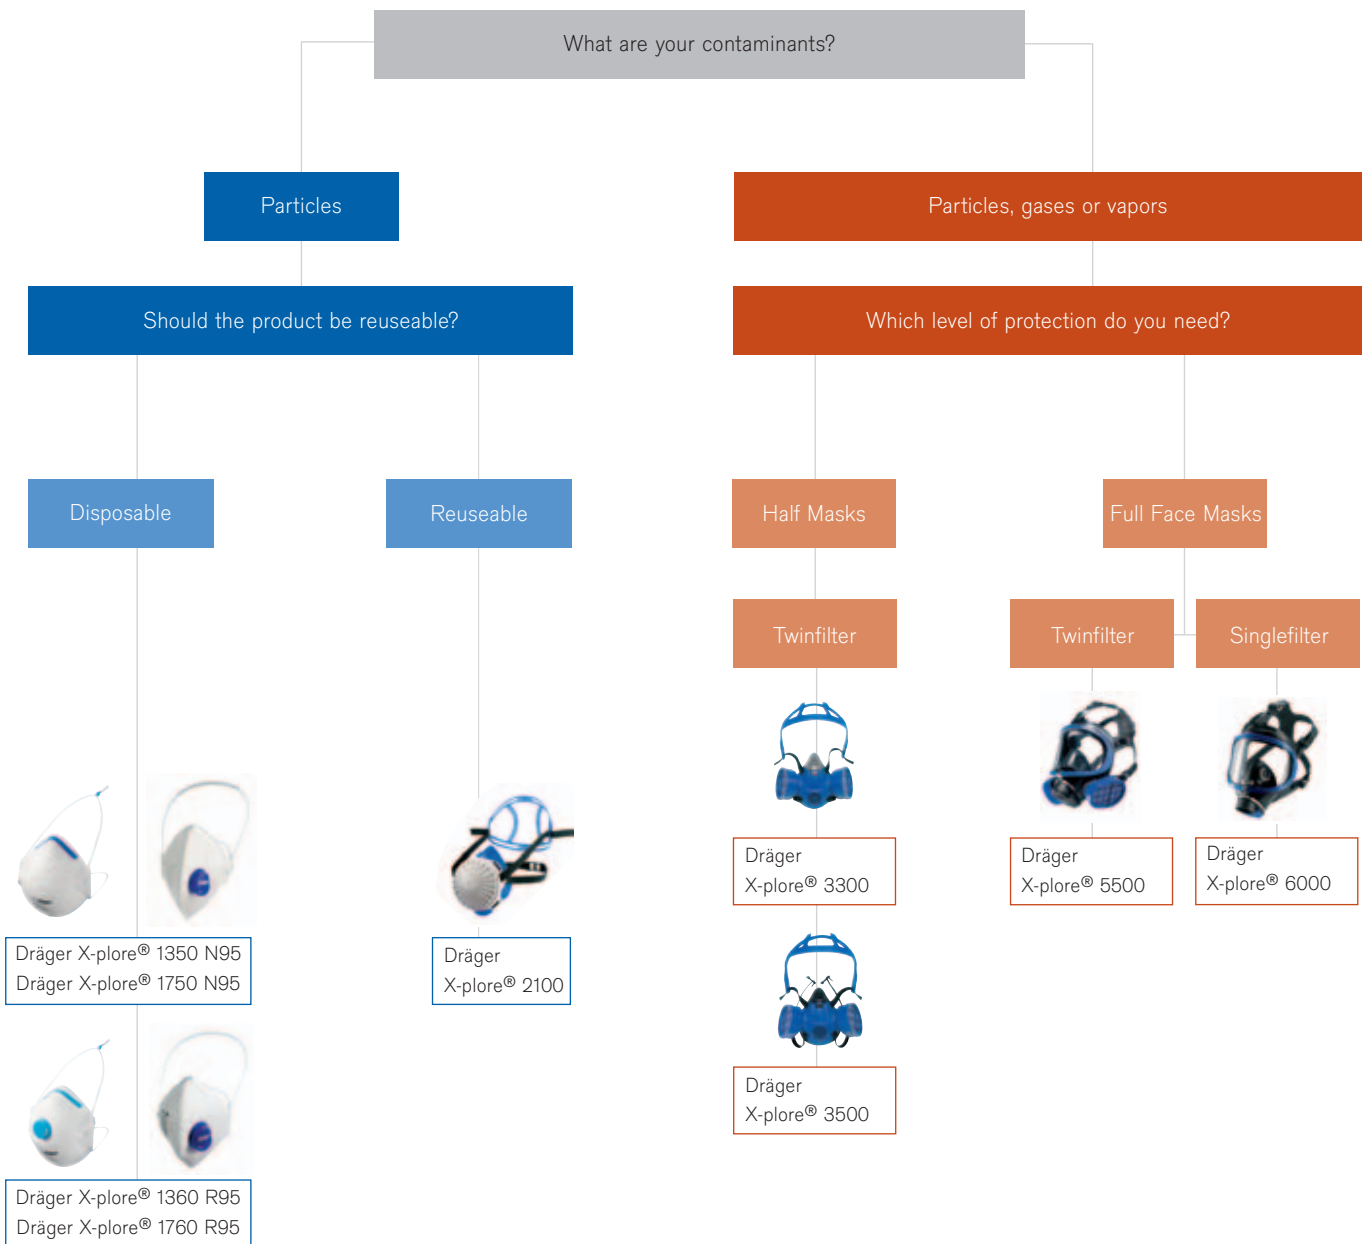 What are your contaminants?
Particles
Particles, gases or vapors
Should the product be reuseable?
Which level of protection do you need?
Disposable
Reuseable
Half Masks
Full Face Masks
Twinfilter
Twinfilter
Singlefilter
Dräger
X-plore® 3300
Dräger
X-plore® 5500
Dräger
X-plore® 6000
Dräger X-plore® 1350 N95
Dräger X-plore® 1750 N95
Dräger
X-plore® 2100
Dräger
X-plore® 3500
Dräger X-plore® 1360 R95
Dräger X-plore® 1760 R95